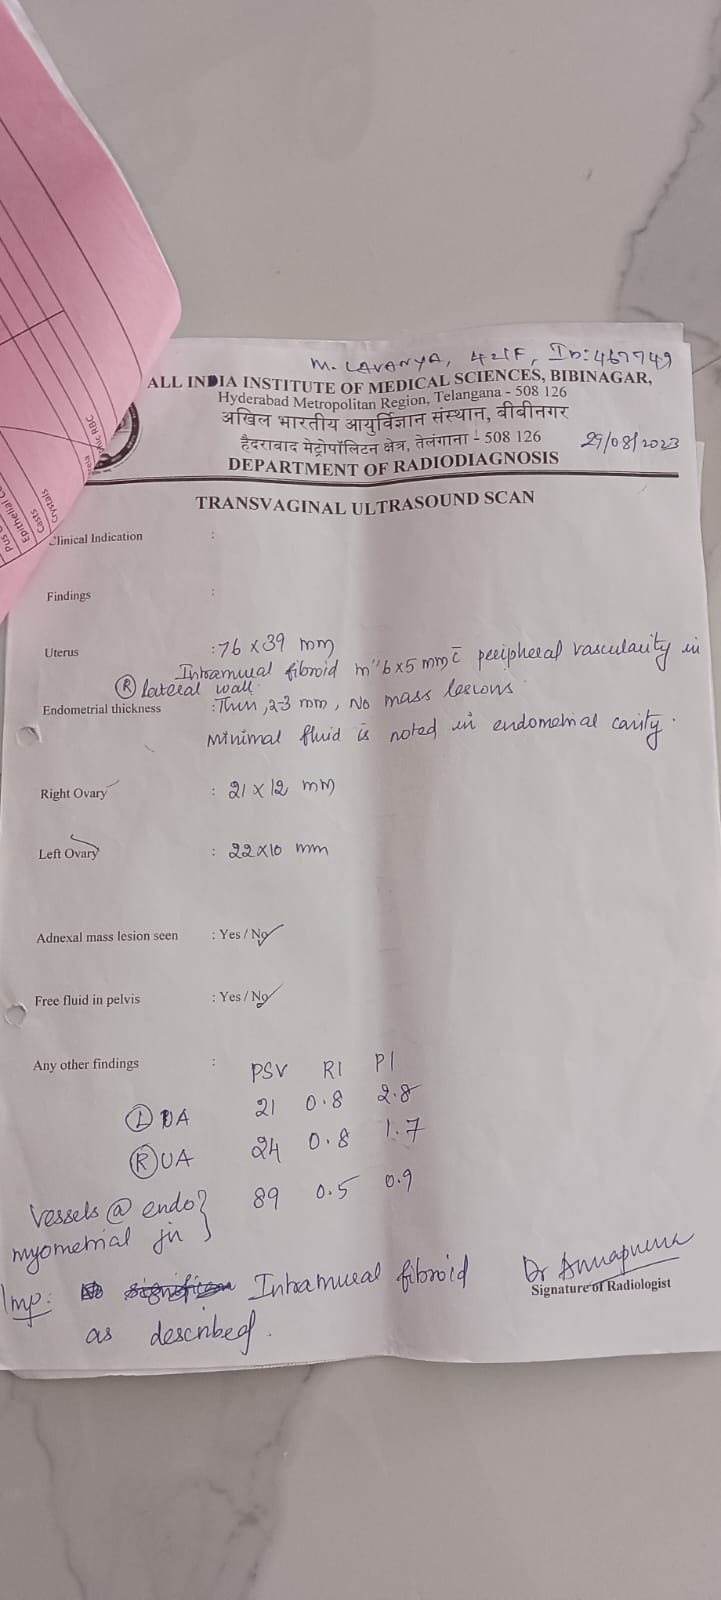 M. LAVANYA, 42/F, ID: 467749
ALL INDIA INSTITUTE OF MEDICAL SCIENCES, BIBINAGAR,
Hyderabad Metropolitan Region, Telangana - 508 126
अखिल भारतीय आयुर्विज्ञान संस्थान, बीबीनगर
हैदराबाद मेट्रोपॉलिटन क्षेत्र, तेलंगाना - 508 126
29/08/2023
DEPARTMENT OF RADIODIAGNOSIS
TRANSVAGINAL ULTRASOUND SCAN
Clinical Indication :
Findings :
Uterus : 76 x 39 mm
Intramural fibroid m" 6x5 mm c̄ peripheral vascularity in
Ⓡ lateral wall.
Endometrial thickness : Thin, 2-3 mm, No mass lesions.
Minimal fluid is noted in endometrial cavity.
Right Ovary : 21 x 12 mm
Left Ovary : 22x10 mm
Adnexal mass lesion seen : Yes / No
Free fluid in pelvis : Yes / No
Any other findings :
PSV RI PI
Ⓛ UA 21 0.8 2.8
Ⓡ UA 24 0.8 1.7
Vessels @ endo } 89 0.5 0.9
myometrial jn
Imp: Intramural fibroid
as described.
Dr Annapurna
Signature of Radiologist
Casts
Crystals